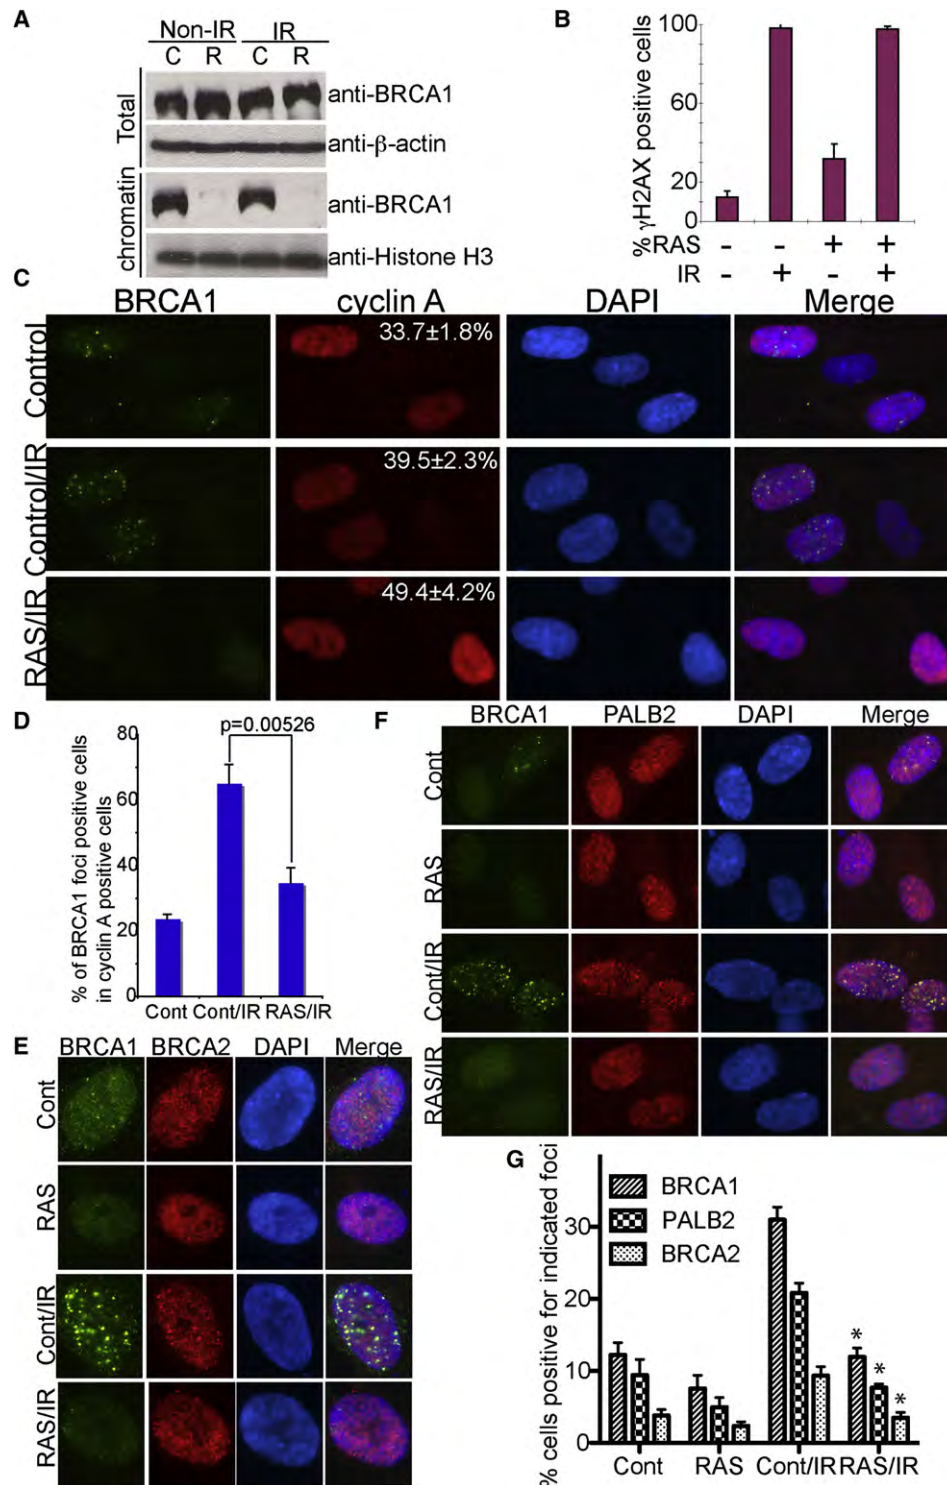 A
Non-IR IR
C R C R
Total
anti-BRCA1
anti-β-actin
chromatin
anti-BRCA1
anti-Histone H3
B
% γH2AX positive cells
100
60
20
0
RAS - - + +
IR - + - +
C
BRCA1 cyclin A DAPI Merge
Control
33.7±1.8%
Control/IR
39.5±2.3%
RAS/IR
49.4±4.2%
D
% of BRCA1 foci positive cells
in cyclin A positive cells
80
60
40
20
0
p=0.00526
Cont Cont/IR RAS/IR
E
BRCA1 BRCA2 DAPI Merge
Cont
RAS
Cont/IR
RAS/IR
F
BRCA1 PALB2 DAPI Merge
Cont
RAS
Cont/IR
RAS/IR
G
% cells positive for indicated foci
BRCA1
PALB2
BRCA2
30
20
10
0
* * *
Cont RAS Cont/IR RAS/IR